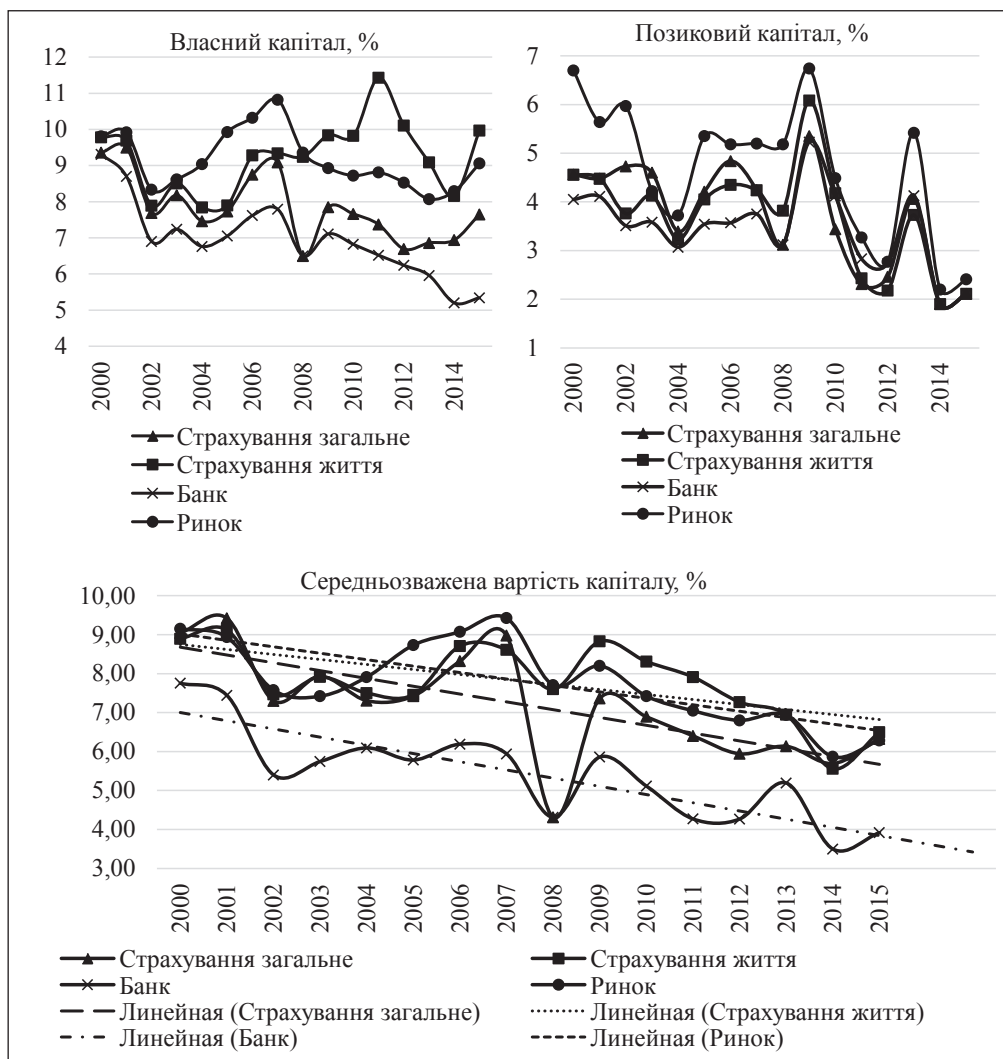 Власний капітал, %
12
11
10
9
8
7
6
5
4
2000
2002
2004
2006
2008
2010
2012
2014
Страхування загальне
Страхування життя
Банк
Ринок
Позиковий капітал, %
7
6
5
4
3
2
1
2000
2002
2004
2006
2008
2010
2012
2014
Страхування загальне
Страхування життя
Банк
Ринок
Середньозважена вартість капіталу, %
10,00
9,00
8,00
7,00
6,00
5,00
4,00
3,00
2000
2001
2002
2003
2004
2005
2006
2007
2008
2009
2010
2011
2012
2013
2014
2015
Страхування загальне
Страхування життя
Банк
Ринок
Линейная (Страхування загальне)
Линейная (Страхування життя)
Линейная (Банк)
Линейная (Ринок)